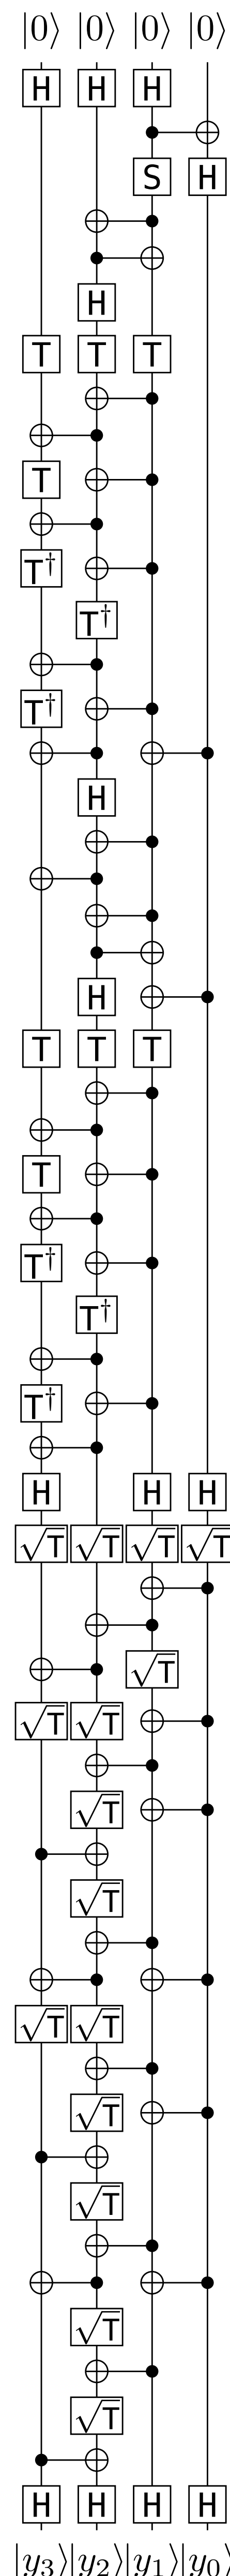 |0⟩ |0⟩ |0⟩ |0⟩
H H H
S H
H
T T T
T
T†
T†
T†
H
H
T T T
T
T†
T†
T†
H H H
√T √T √T √T
√T
√T √T
√T
√T
√T √T
√T
√T
√T
√T
H H H H
|y₃⟩ |y₂⟩ |y₁⟩ |y₀⟩